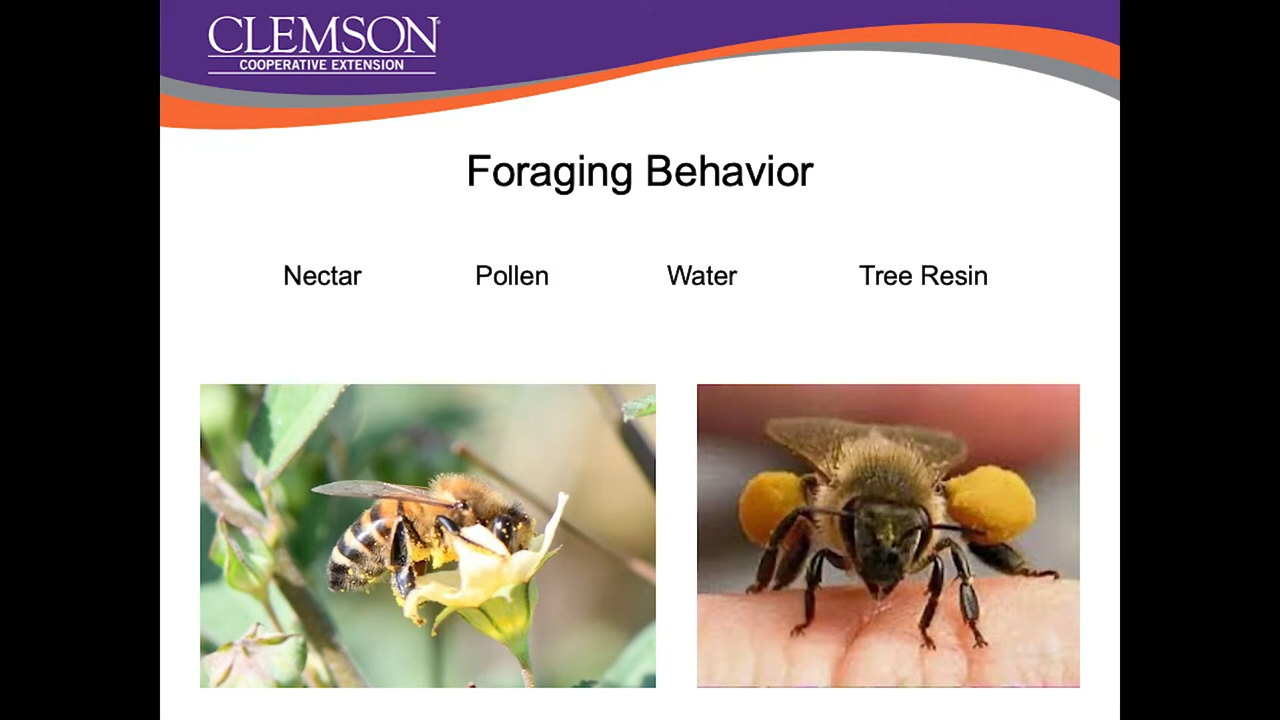 CLEMSON
COOPERATIVE EXTENSION
Foraging Behavior
Nectar Pollen Water Tree Resin